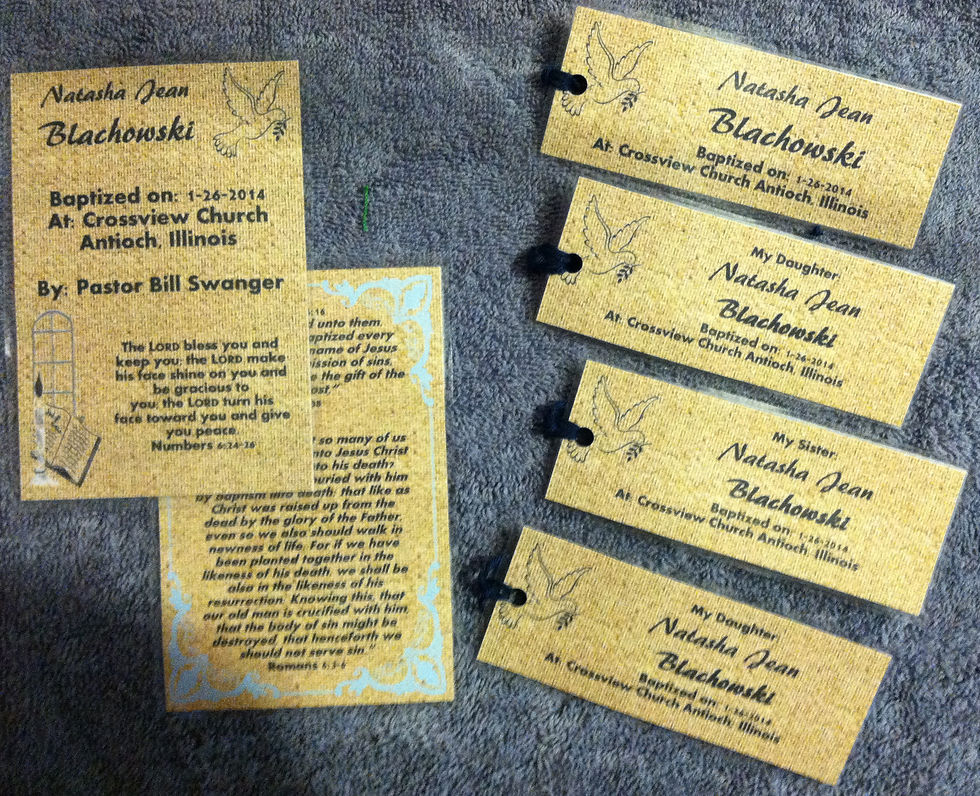 Natasha Jean
Blachowski
Baptized on: 1-26-2014
At: Crossview Church
Antioch, Illinois
By: Pastor Bill Swanger
The LORD bless you and
keep you; the LORD make
his face shine on you and
be gracious to
you; the LORD turn his
face toward you and give
you peace.
Numbers 6:24-26
:16
unto them
aptized every
name of Jesus
ission of sins,
e the gift of the
ost."
so many of us
nto Jesus Christ
to his death?
uried with him
by baptism into death: that like as
Christ was raised up from the
dead by the glory of the Father,
even so we also should walk in
newness of life. For if we have
been planted together in the
likeness of his death, we shall be
also in the likeness of his
resurrection: Knowing this, that
our old man is crucified with him,
that the body of sin might be
destroyed, that henceforth we
should not serve sin."
Romans 6:3-6
Natasha Jean
Blachowski
Baptized on: 1-26-2014
At: Crossview Church Antioch, Illinois
My Daughter:
Natasha Jean
Blachowski
Baptized on: 1-26-2014
At: Crossview Church Antioch, Illinois
My Sister:
Natasha Jean
Blachowski
Baptized on: 1-26-2014
At: Crossview Church Antioch, Illinois
My Daughter:
Natasha Jean
Blachowski
Baptized on: 1-26-2014
At: Crossview Church Antioch, Illinois